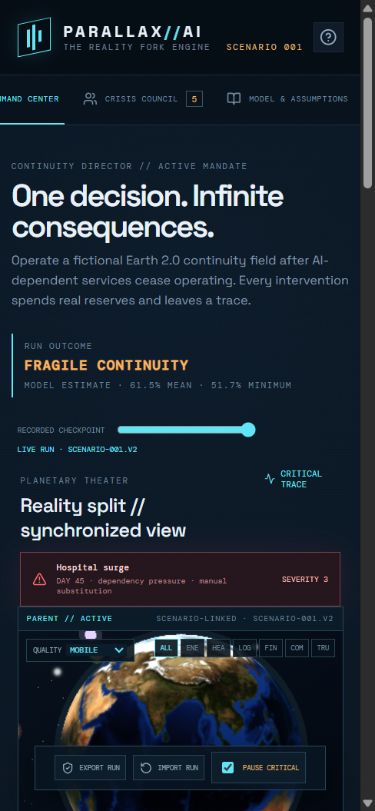 PARALLAX//AI
THE REALITY FORK ENGINE
SCENARIO 001
MAND CENTER
CRISIS COUNCIL
5
MODEL & ASSUMPTIONS
CONTINUITY DIRECTOR // ACTIVE MANDATE
One decision. Infinite
consequences.
Operate a fictional Earth 2.0 continuity field after AI-
dependent services cease operating. Every intervention
spends real reserves and leaves a trace.
RUN OUTCOME
FRAGILE CONTINUITY
MODEL ESTIMATE · 61.5% MEAN · 51.7% MINIMUM
RECORDED CHECKPOINT
LIVE RUN · SCENARIO-001.V2
PLANETARY THEATER
CRITICAL
TRACE
Reality split //
synchronized view
Hospital surge
DAY 45 · dependency pressure · manual
substitution
SEVERITY 3
PARENT // ACTIVE
SCENARIO-LINKED · SCENARIO-001.V2
QUALITY MOBILE
ALL ENE HEA LOG FIN COM TRU
EXPORT RUN
IMPORT RUN
PAUSE CRITICAL